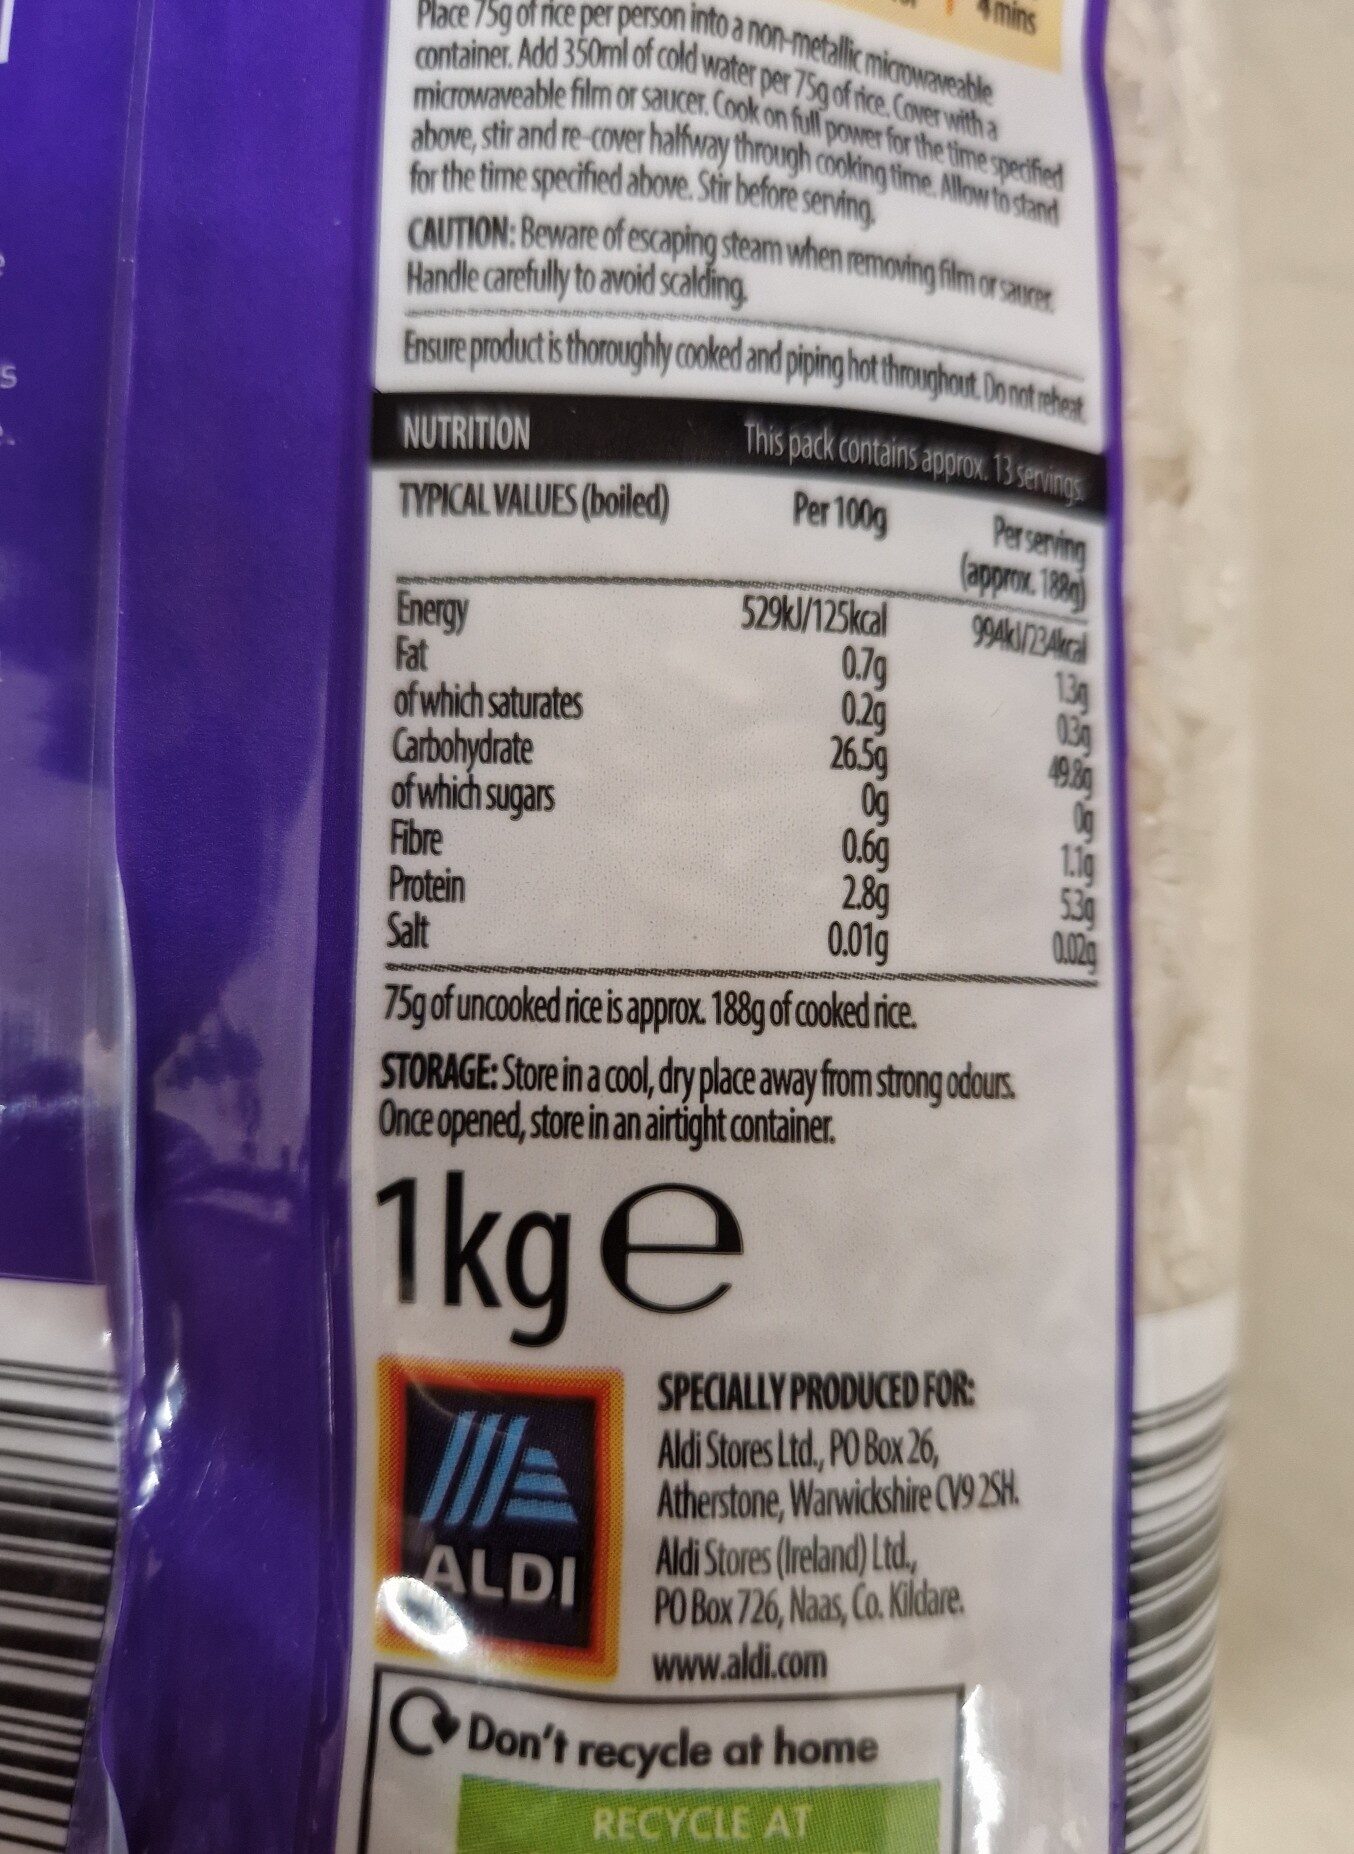 4 mins
Place 75g of rice per person into a non-metallic microwaveable
container. Add 350ml of cold water per 75g of rice. Cover with a
microwaveable film or saucer. Cook on full power for the time specified
above, stir and re-cover halfway through cooking time. Allow to stand
for the time specified above. Stir before serving.
CAUTION: Beware of escaping steam when removing film or saucer.
Handle carefully to avoid scalding.
Ensure product is thoroughly cooked and piping hot throughout. Do not reheat.
NUTRITION This pack contains approx. 13 servings.
TYPICAL VALUES (boiled) Per 100g Per serving
(approx. 188g)
Energy 529kJ/125kcal 994kJ/234kcal
Fat 0.7g 1.3g
of which saturates 0.2g 0.3g
Carbohydrate 26.5g 49.8g
of which sugars 0g 0g
Fibre 0.6g 1.1g
Protein 2.8g 5.3g
Salt 0.01g 0.02g
75g of uncooked rice is approx. 188g of cooked rice.
STORAGE: Store in a cool, dry place away from strong odours.
Once opened, store in an airtight container.
1kg e
ALDI
SPECIALLY PRODUCED FOR:
Aldi Stores Ltd., PO Box 26,
Atherstone, Warwickshire CV9 2SH.
Aldi Stores (Ireland) Ltd.,
PO Box 726, Naas, Co. Kildare.
www.aldi.com
Don't recycle at home
RECYCLE AT